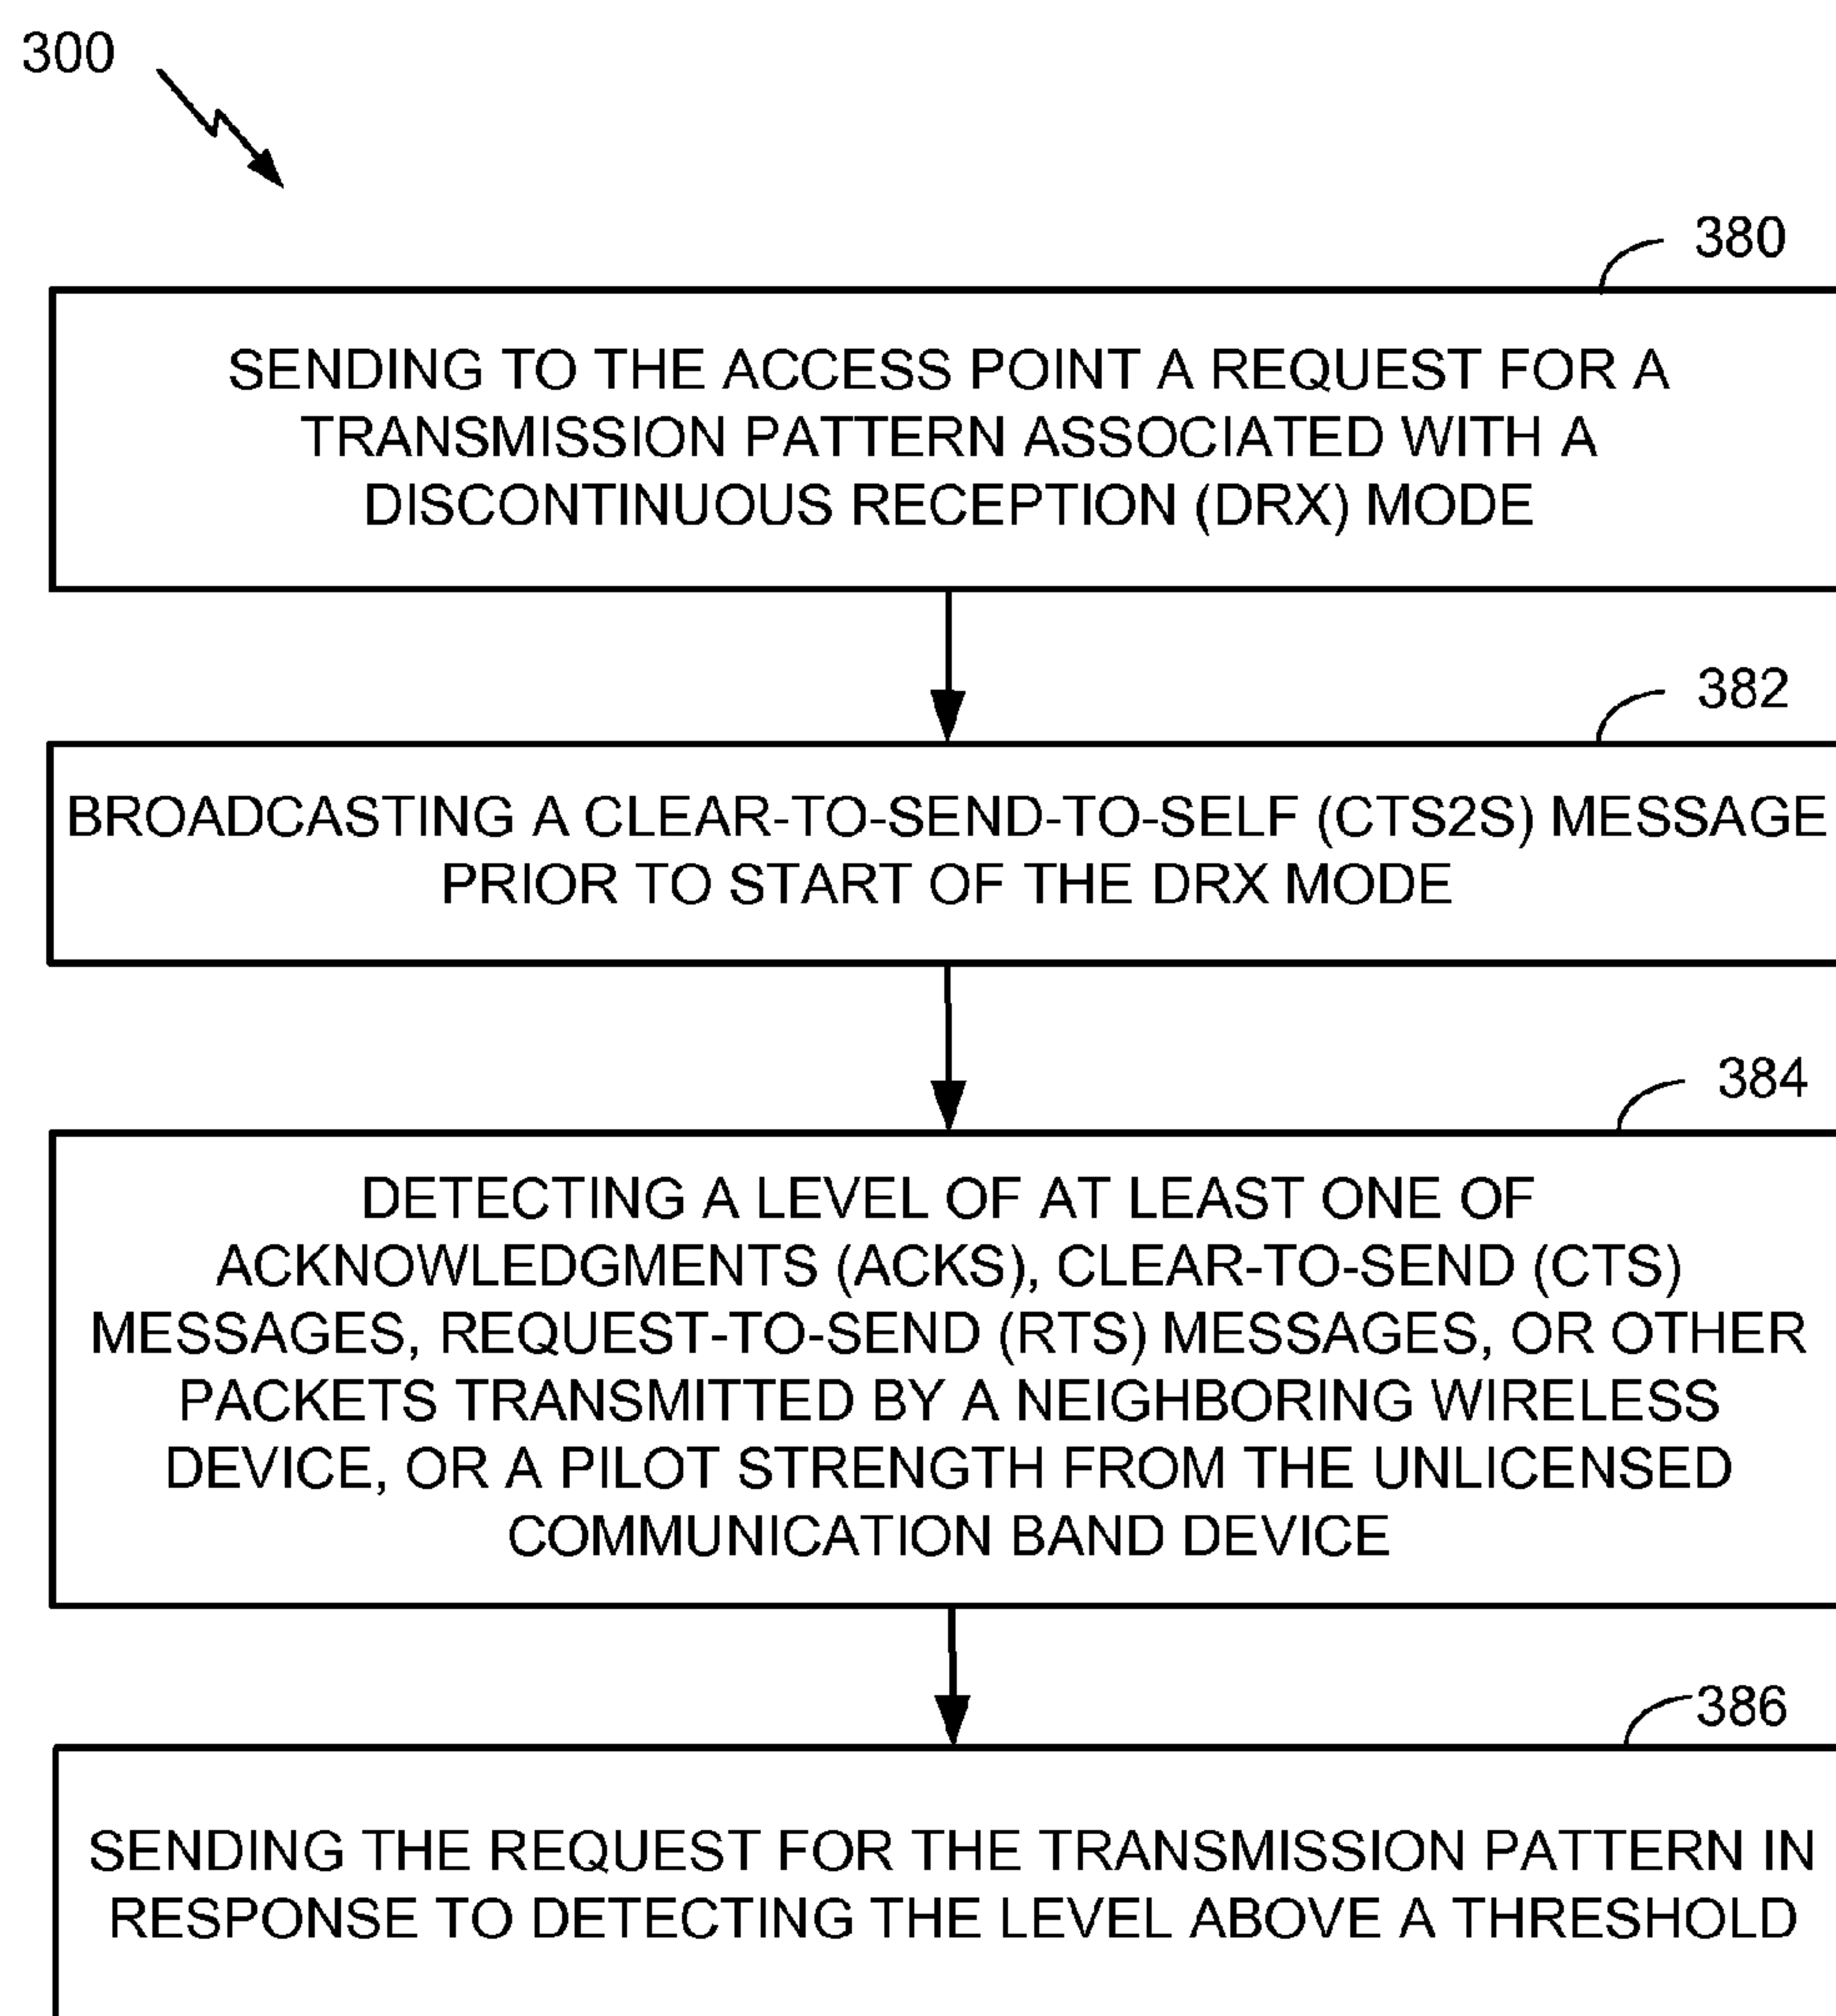 300
380
SENDING TO THE ACCESS POINT A REQUEST FOR A
TRANSMISSION PATTERN ASSOCIATED WITH A
DISCONTINUOUS RECEPTION (DRX) MODE
382
BROADCASTING A CLEAR-TO-SEND-TO-SELF (CTS2S) MESSAGE
PRIOR TO START OF THE DRX MODE
384
DETECTING A LEVEL OF AT LEAST ONE OF
ACKNOWLEDGMENTS (ACKS), CLEAR-TO-SEND (CTS)
MESSAGES, REQUEST-TO-SEND (RTS) MESSAGES, OR OTHER
PACKETS TRANSMITTED BY A NEIGHBORING WIRELESS
DEVICE, OR A PILOT STRENGTH FROM THE UNLICENSED
COMMUNICATION BAND DEVICE
386
SENDING THE REQUEST FOR THE TRANSMISSION PATTERN IN
RESPONSE TO DETECTING THE LEVEL ABOVE A THRESHOLD